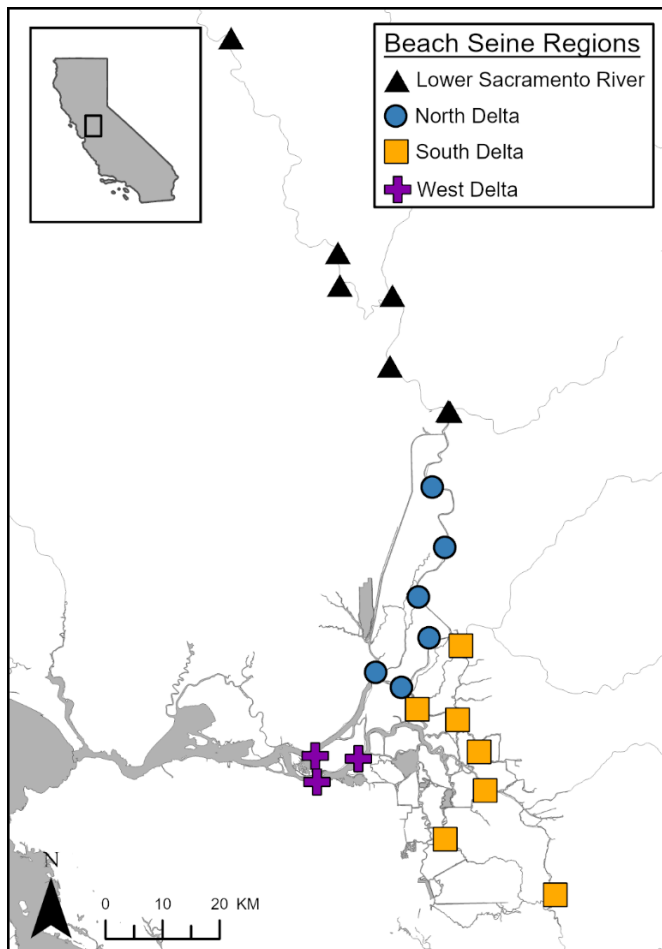 Beach Seine Regions
Lower Sacramento River
North Delta
South Delta
West Delta
N
0 10 20 KM